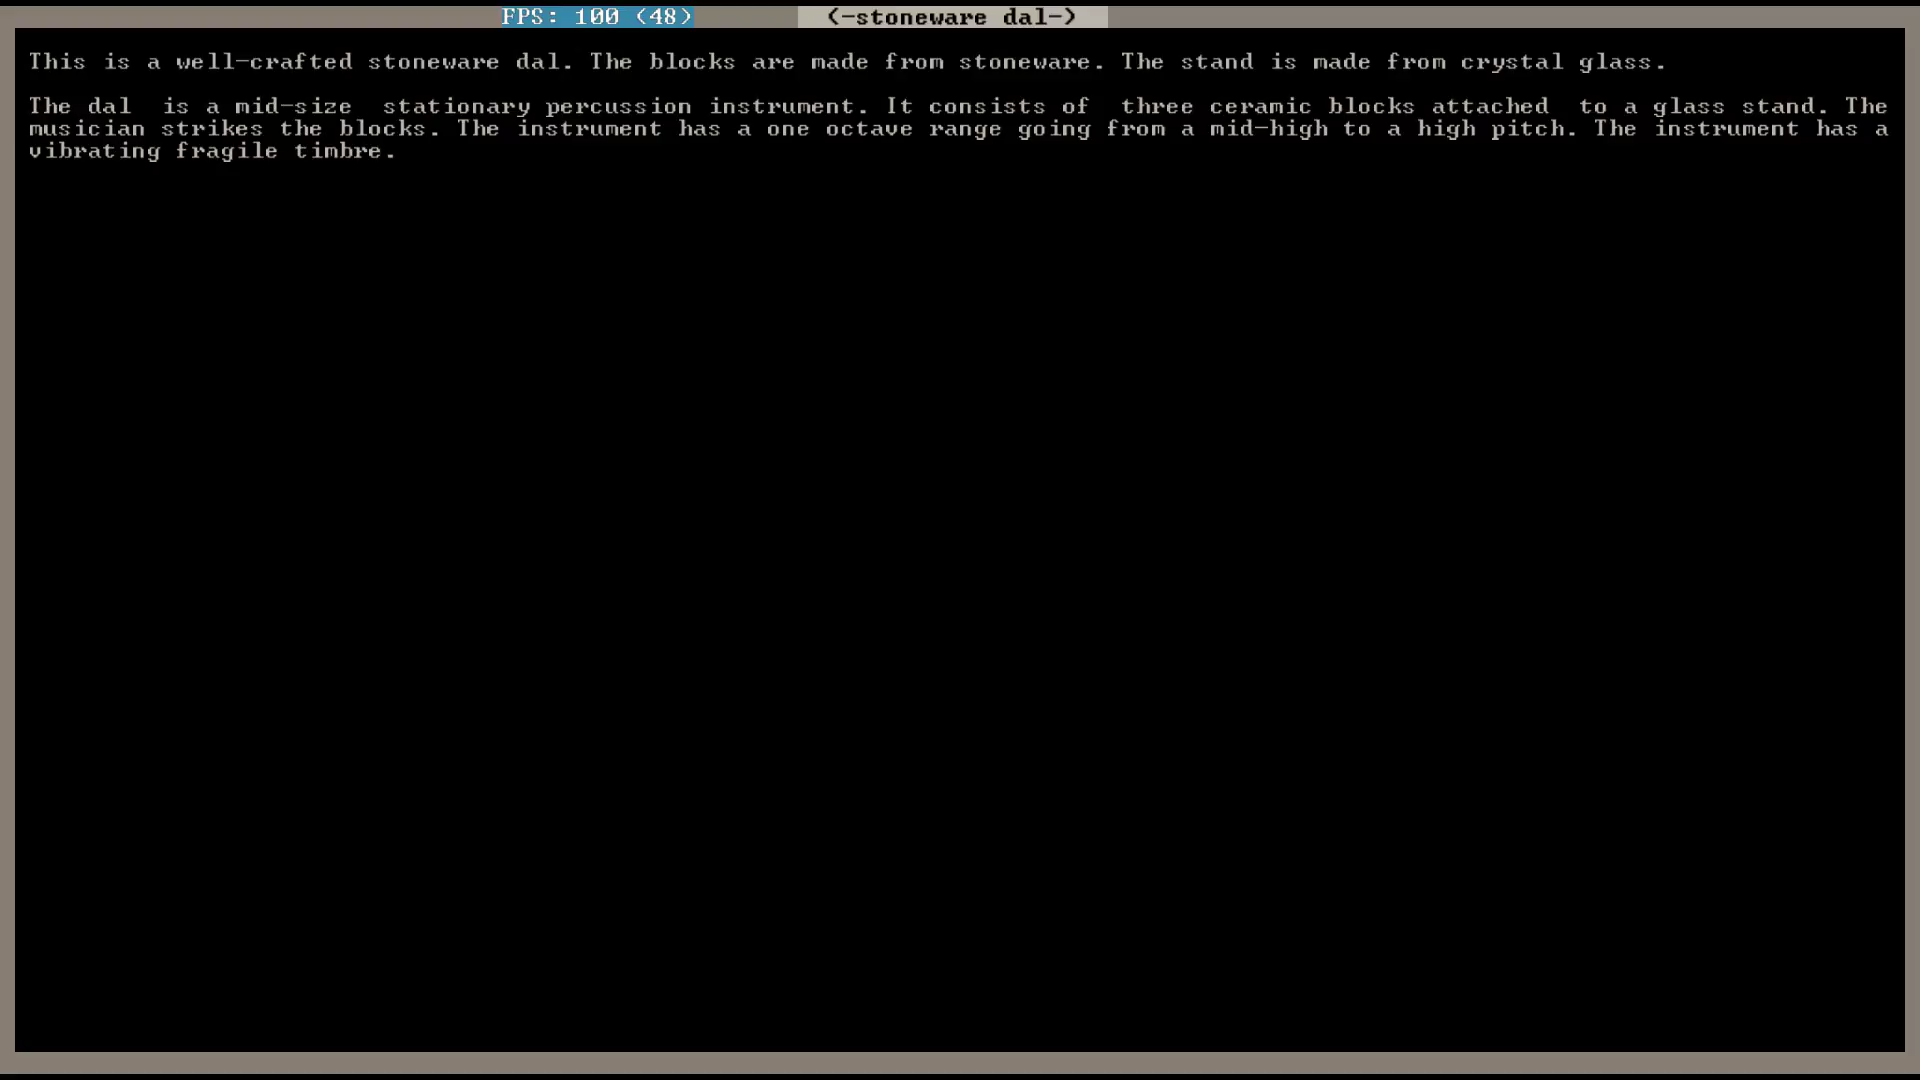 FPS: 100 (48) (-stoneware dal-)
This is a well-crafted stoneware dal. The blocks are made from stoneware. The stand is made from crystal glass.
The dal  is a mid-size  stationary percussion instrument. It consists of  three ceramic blocks attached  to a glass stand. The
musician strikes the blocks. The instrument has a one octave range going from a mid-high to a high pitch. The instrument has a
vibrating fragile timbre.